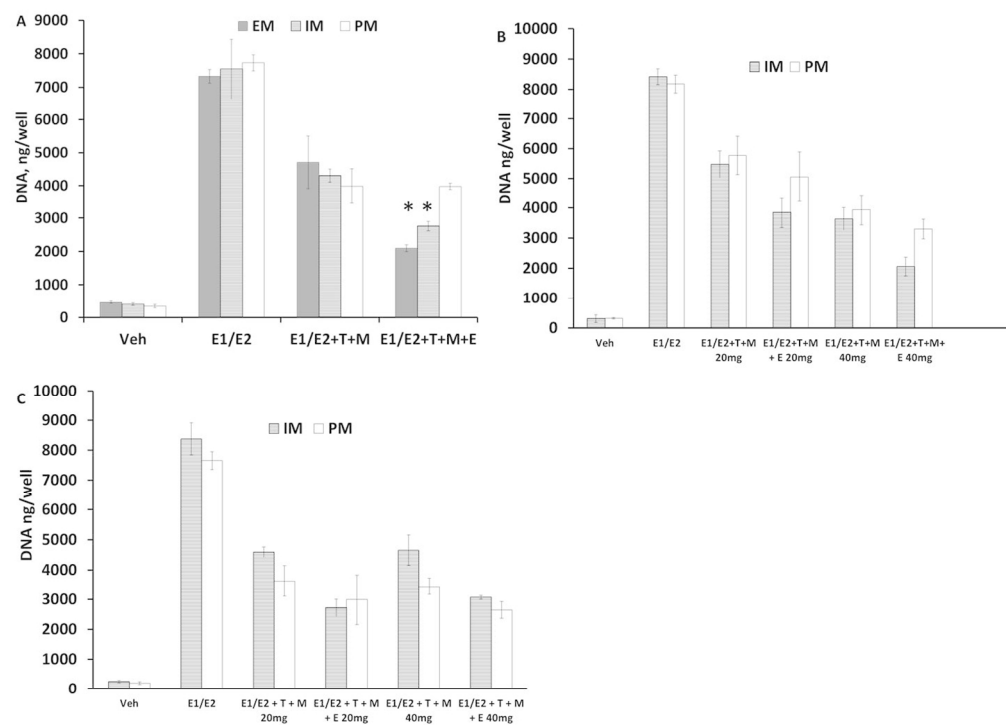 A
9000
8000
7000
6000
5000
4000
3000
2000
1000
0
DNA, ng/well
EM IM PM
* *
Veh E1/E2 E1/E2+T+M E1/E2+T+M+E
B
10000
9000
8000
7000
6000
5000
4000
3000
2000
1000
0
DNA ng/well
IM PM
Veh E1/E2 E1/E2+T+M E1/E2+T+M E1/E2+T+M E1/E2+T+M+
20mg + E 20mg 40mg E 40mg
C
10000
9000
8000
7000
6000
5000
4000
3000
2000
1000
0
DNA ng/well
IM PM
Veh E1/E2 E1/E2 + T + M E1/E2 + T + M E1/E2 + T + M E1/E2 + T + M
20mg + E 20mg 40mg + E 40mg